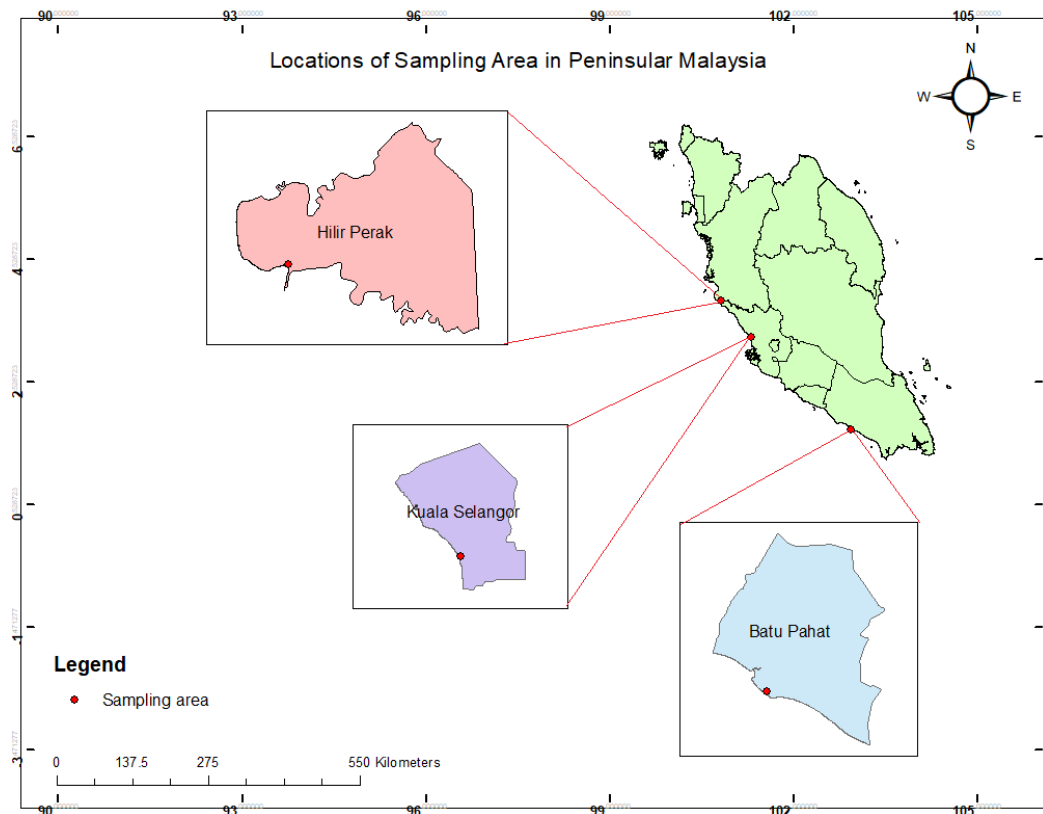 90 93 96 99 102 105
Locations of Sampling Area in Peninsular Malaysia
N
W E
S
6
4
2
0
-1
-3
Hilir Perak
Kuala Selangor
Batu Pahat
Legend
Sampling area
0 137.5 275 550 Kilometers
90 93 96 99 102 105